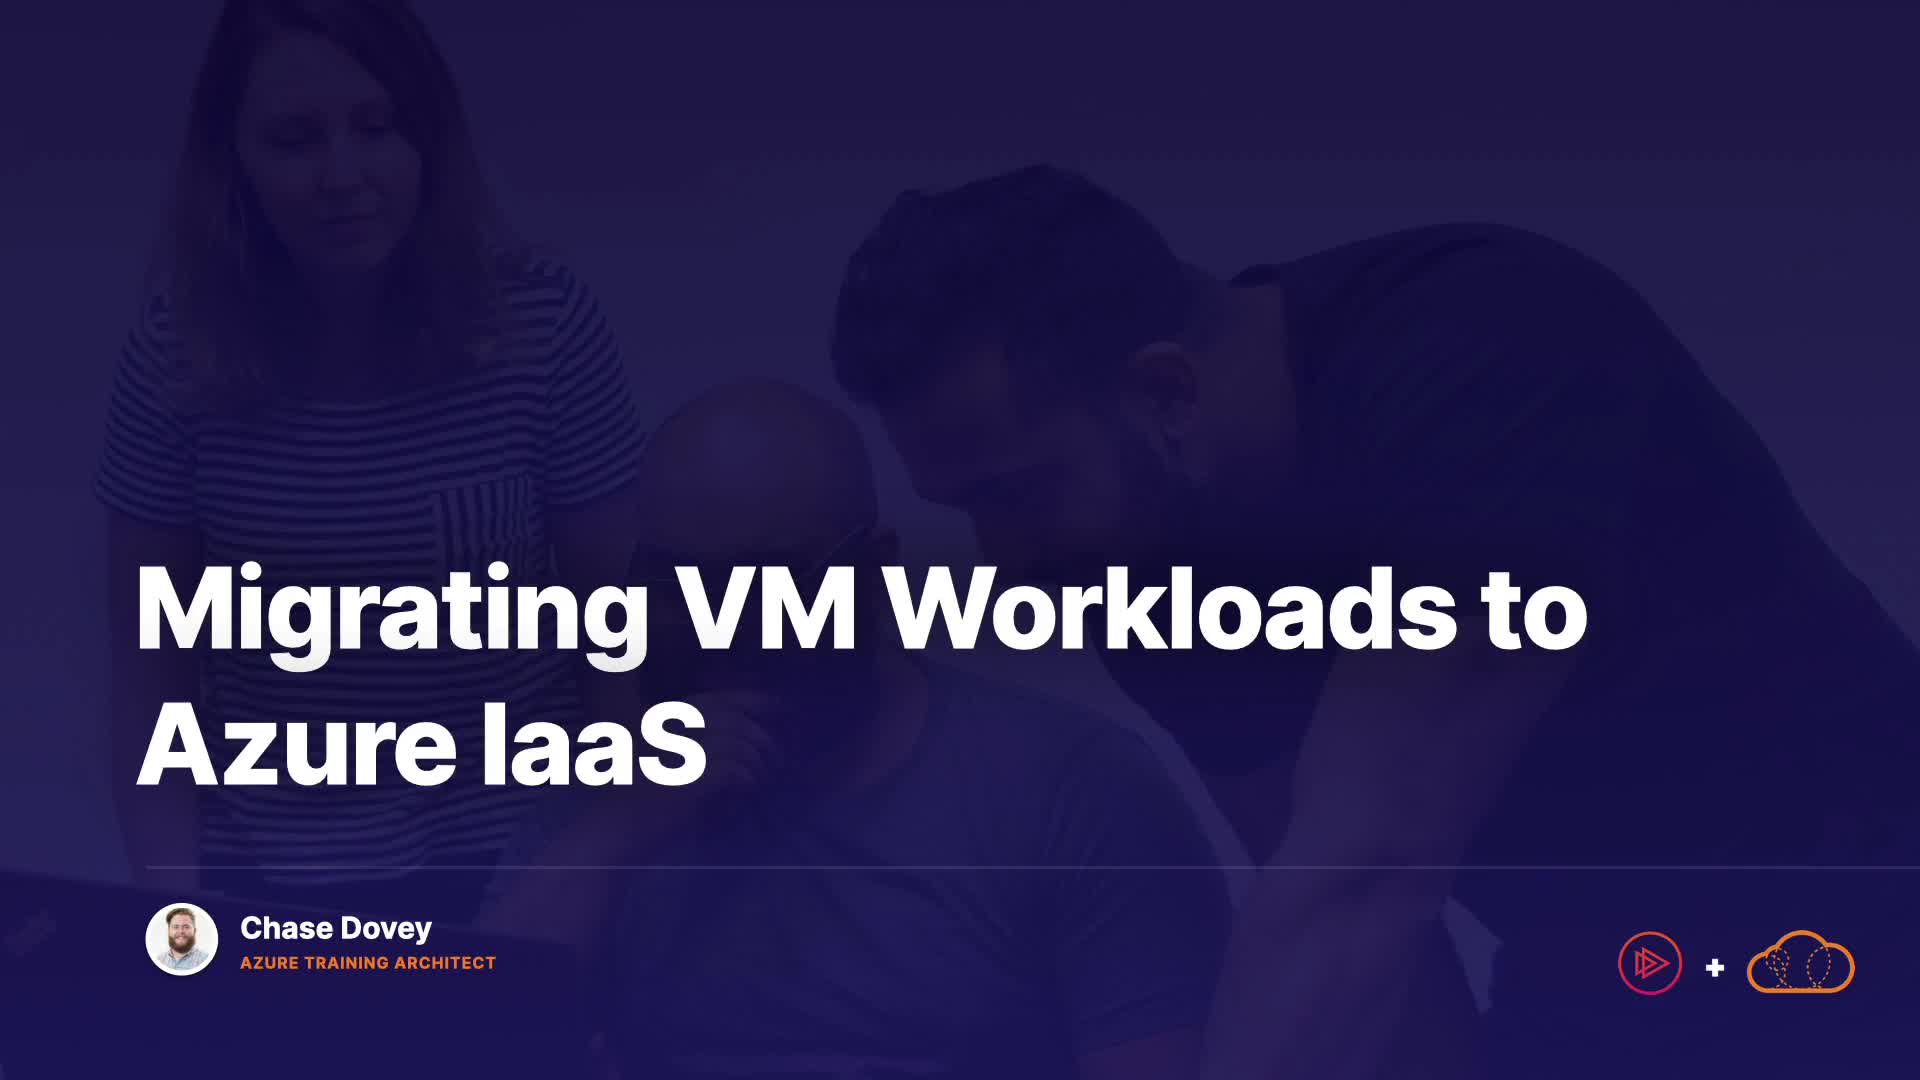 Migrating VM Workloads to
Azure IaaS
Chase Dovey
AZURE TRAINING ARCHITECT
+